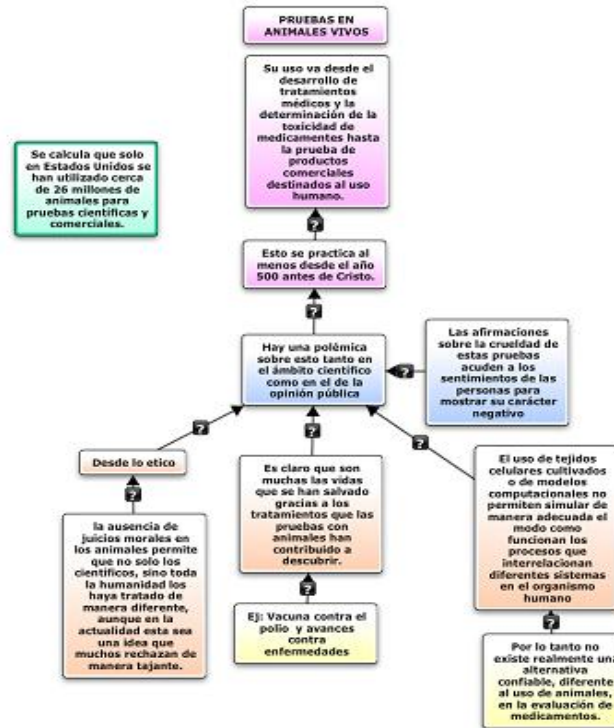 PRUEBAS EN
ANIMALES VIVOS
Su uso va desde el
desarrollo de
tratamientos
médicos y la
determinación de la
toxicidad de
medicamentes hasta
la prueba de
productos
comerciales
destinados al uso
humano.
Se calcula que solo
en Estados Unidos se
han utilizado cerca
de 26 millones de
animales para
pruebas científicas y
comerciales.
?
Esto se practica al
menos desde el año
500 antes de Cristo.
?
Hay una polémica
sobre esto tanto en
el ámbito científico
como en el de la
opinión pública
?
Las afirmaciones
sobre la crueldad de
estas pruebas
acuden a los
sentimientos de las
personas para
mostrar su carácter
negativo
?
?
?
Desde lo etico
?
la ausencia de
juicios morales en
los animales permite
que no solo los
científicos, sino toda
la humanidad los
haya tratado de
manera diferente,
aunque en la
actualidad esta sea
una idea que
muchos rechazan de
manera tajante.
Es claro que son
muchas las vidas
que se han salvado
gracias a los
tratamientos que las
pruebas con
animales han
contribuido a
descubrir.
?
Ej: Vacuna contra el
polio y avances
contra
enfermedades
El uso de tejidos
celulares cultivados
o de modelos
computacionales no
permiten simular de
manera adecuada el
modo como
funcionan los
procesos que
interrelacionan
diferentes sistemas
en el organismo
humano
?
Por lo tanto no
existe realmente una
alternativa
confiable, diferente
al uso de animales,
en la evaluación de
medicamentos.